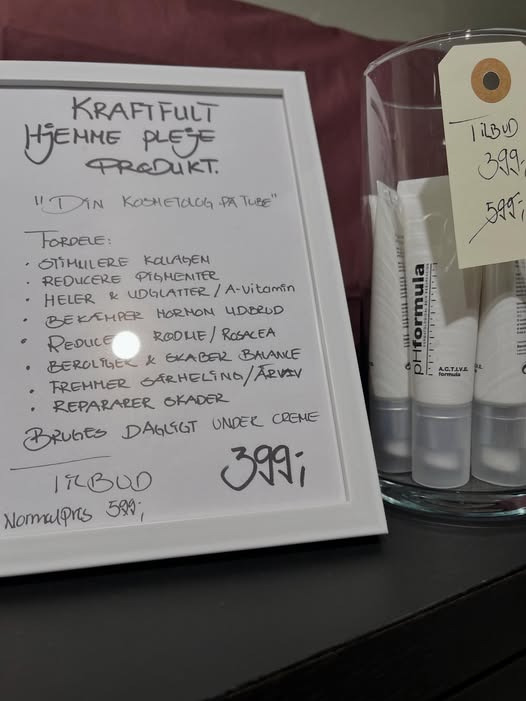 KRAFTFULT
HJEMME PLEJE
PRODUKT.
"DIN KOSMETOLOG PÅ TUBE"
FORDELE:
• STIMULERE KOLLAGEN
• REDUCERE PIGMENTER
• HELER & UDGLATTER / A-vitamin
• BEKÆMPER HORMON UDBRUD
• REDUCE RØDME / ROSACEA
• BEROLIGER & SKABER BALANCE
• FREMMER SÅRHELING / ARVÆV
• REPARARER SKADER
BRUGES DAGLIGT UNDER CREME
TILBUD 399,-
Normalpris 599,-
TILBUD
399,-
599,-
pHformula
A.C.T.I.V.E.
formula